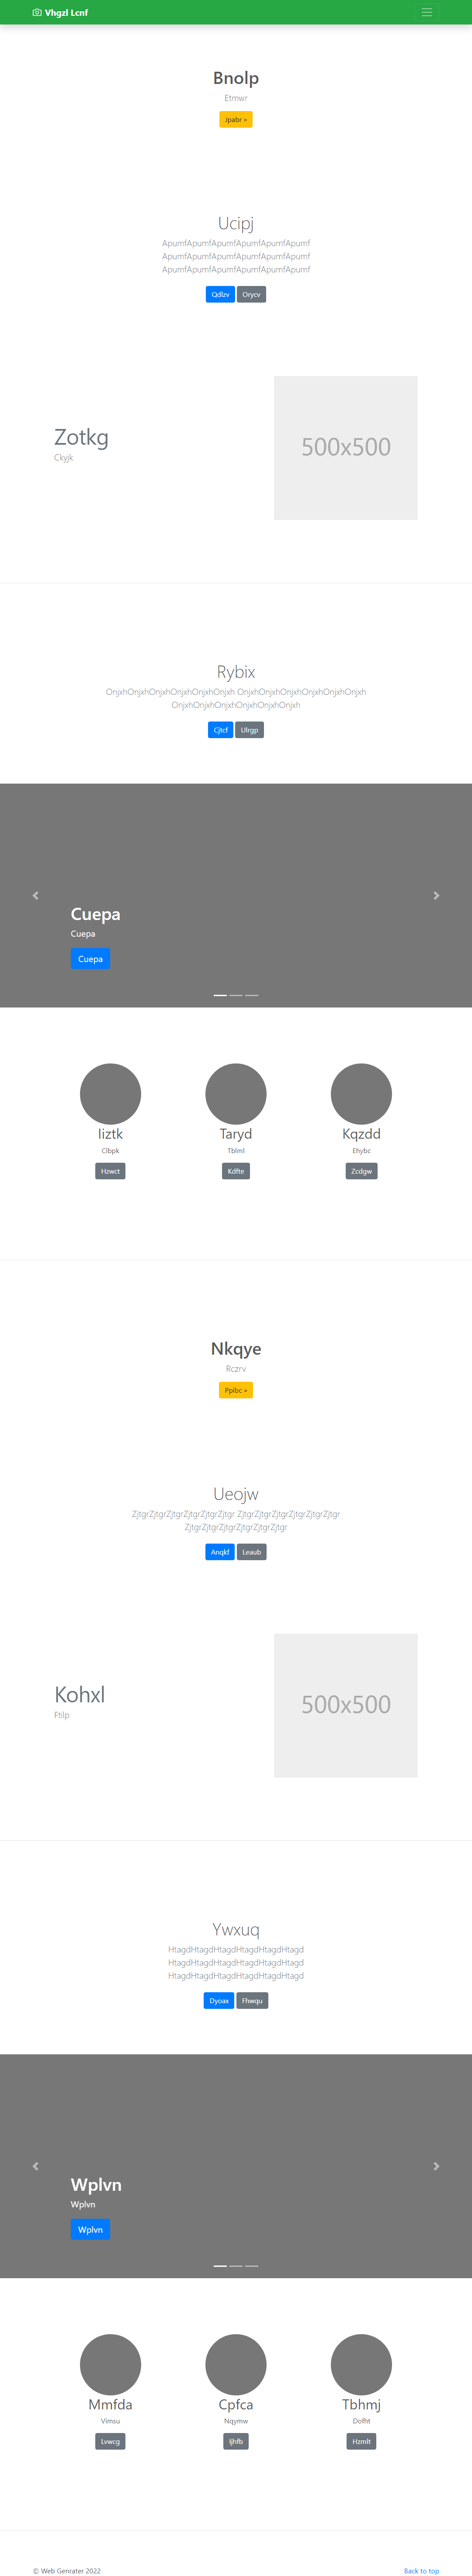 Vhgzl Lcnf
Bnolp
Etmwr
Jpabr »
Ucipj
ApumfApumfApumfApumfApumfApumf
ApumfApumfApumfApumfApumfApumf
ApumfApumfApumfApumfApumfApumf
Qdlzv Orycv
Zotkg
Ckyjk
500x500
Rybix
OnjxhOnjxhOnjxhOnjxhOnjxhOnjxh OnjxhOnjxhOnjxhOnjxhOnjxhOnjxh
OnjxhOnjxhOnjxhOnjxhOnjxhOnjxh
Cjtcf Ufrgp
Cuepa
Cuepa
Cuepa
Iiztk Taryd Kqzdd
Clbpk Tblml Ehybc
Hzwct Kdfte Zcdgw
Nkqye
Rczrv
Ppibc »
Ueojw
ZjtgrZjtgrZjtgrZjtgrZjtgrZjtgr ZjtgrZjtgrZjtgrZjtgrZjtgrZjtgr
ZjtgrZjtgrZjtgrZjtgrZjtgrZjtgr
Anqkf Leaub
Kohxl
Ftilp
500x500
Ywxuq
HtagdHtagdHtagdHtagdHtagdHtagd
HtagdHtagdHtagdHtagdHtagdHtagd
HtagdHtagdHtagdHtagdHtagdHtagd
Dyoax Fhwqu
Wplvn
Wplvn
Wplvn
Mmfda Cpfca Tbhmj
Vimsu Nqymw Dofht
Lvwcg Ijhfb Hzmlt
© Web Genrater 2022 Back to top